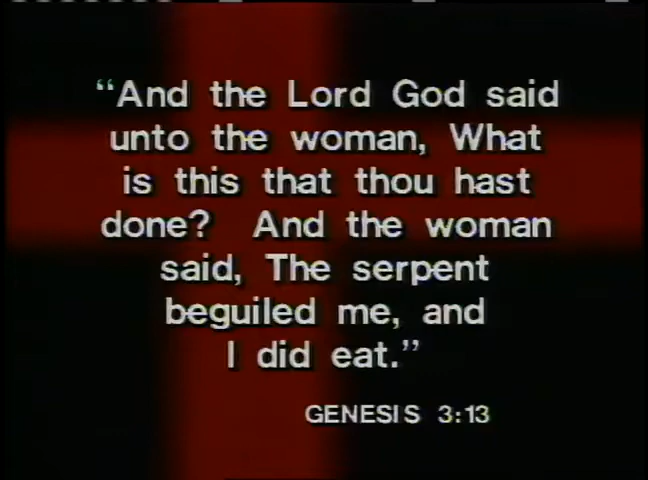 “And the Lord God said
unto the woman, What
is this that thou hast
done?  And the woman
said, The serpent
beguiled me, and
I did eat.”
GENESIS 3:13